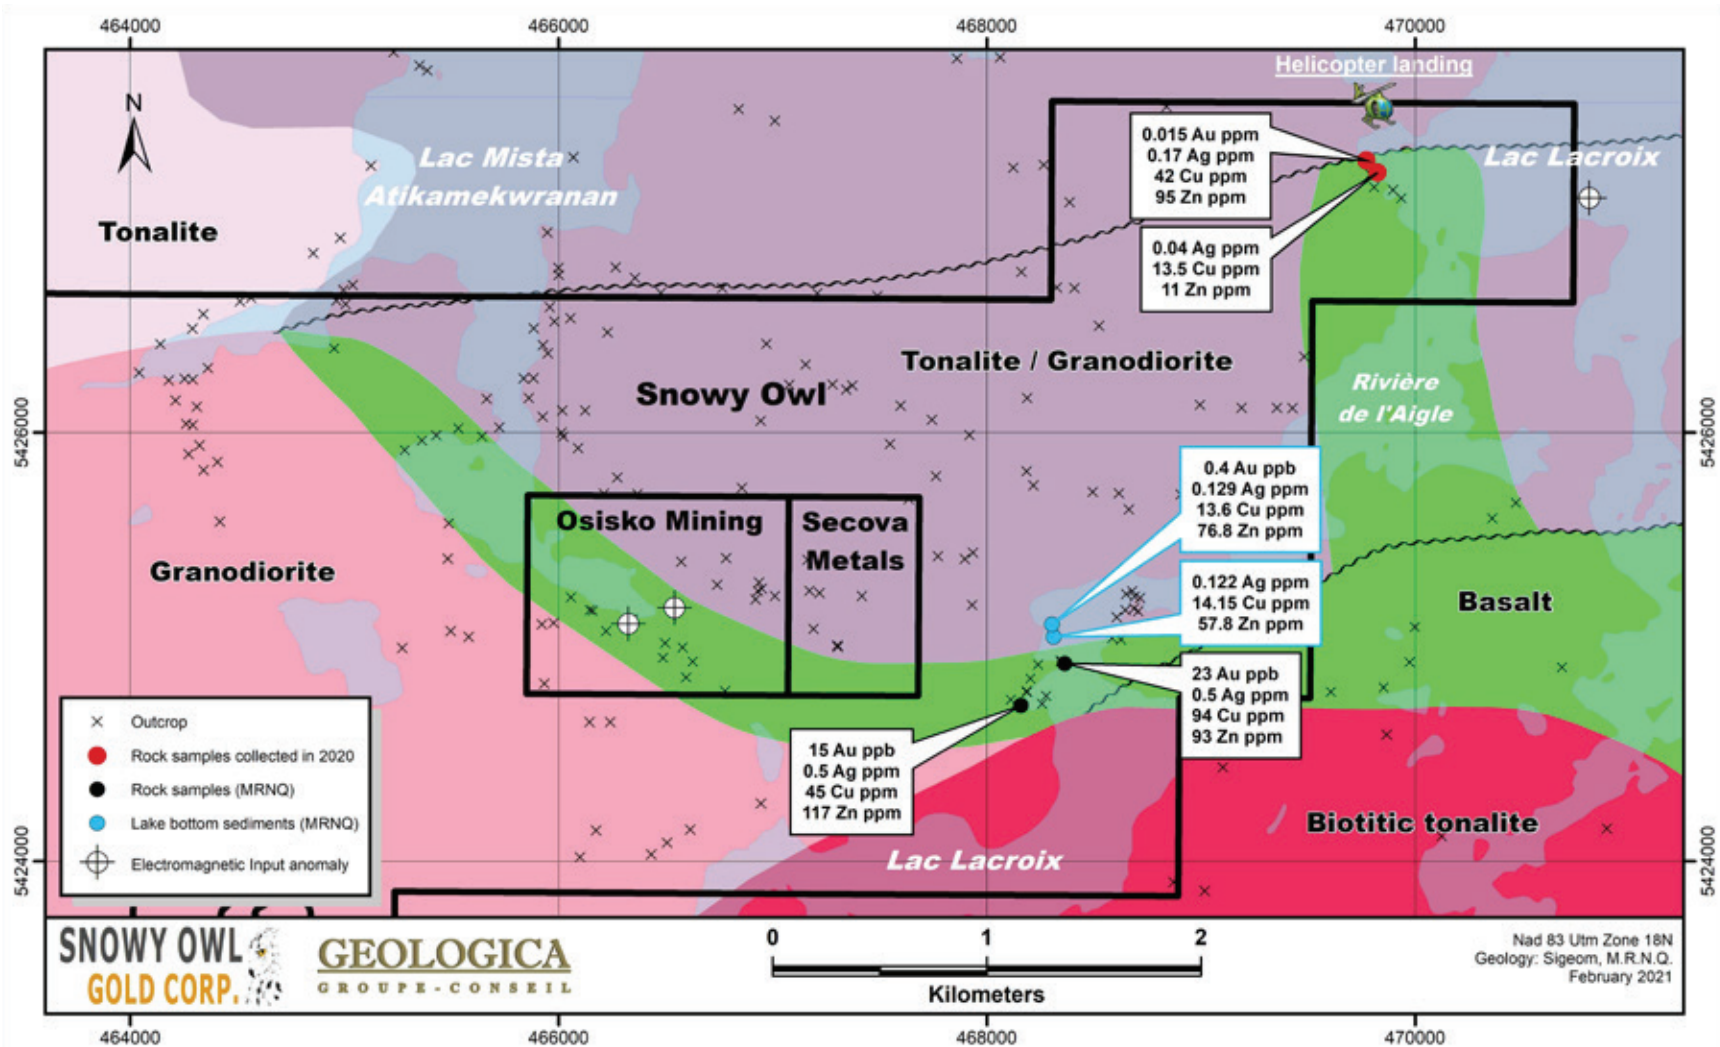 464000
466000
468000
470000
Helicopter landing
N
Lac Mista
Atikamekwranan
Lac Lacroix
0.015 Au ppm
0.17 Ag ppm
42 Cu ppm
95 Zn ppm
Tonalite
0.04 Ag ppm
13.5 Cu ppm
11 Zn ppm
Tonalite / Granodiorite
Snowy Owl
Rivière
de l'Aigle
5426000
5426000
0.4 Au ppb
0.129 Ag ppm
13.6 Cu ppm
76.8 Zn ppm
Osisko Mining
Secova
Metals
Granodiorite
0.122 Ag ppm
14.15 Cu ppm
57.8 Zn ppm
Basalt
23 Au ppb
0.5 Ag ppm
94 Cu ppm
93 Zn ppm
15 Au ppb
0.5 Ag ppm
45 Cu ppm
117 Zn ppm
Outcrop
Rock samples collected in 2020
Rock samples (MRNQ)
Lake bottom sediments (MRNQ)
Electromagnetic Input anomaly
Biotitic tonalite
Lac Lacroix
5424000
5424000
SNOWY OWL
GOLD CORP.
GEOLOGICA
GROUPE-CONSEIL
0 1 2
Kilometers
Nad 83 Utm Zone 18N
Geology: Sigeom, M.R.N.Q.
February 2021
464000
466000
468000
470000